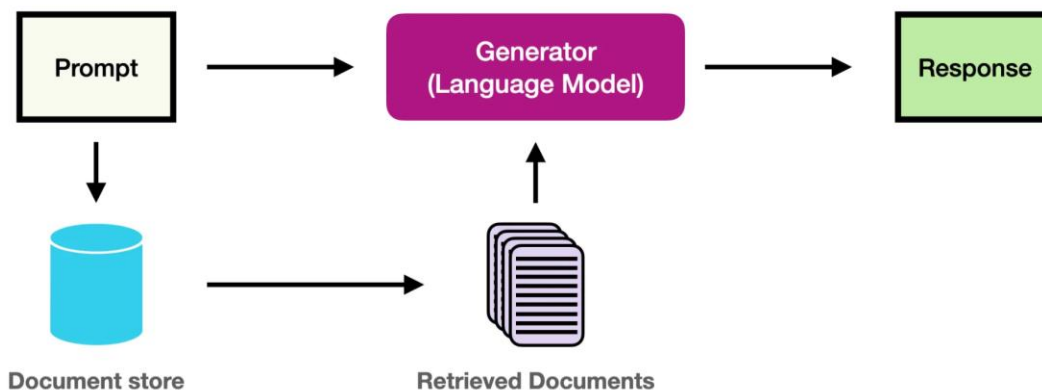 Prompt
Generator
(Language Model)
Response
Document store
Retrieved Documents